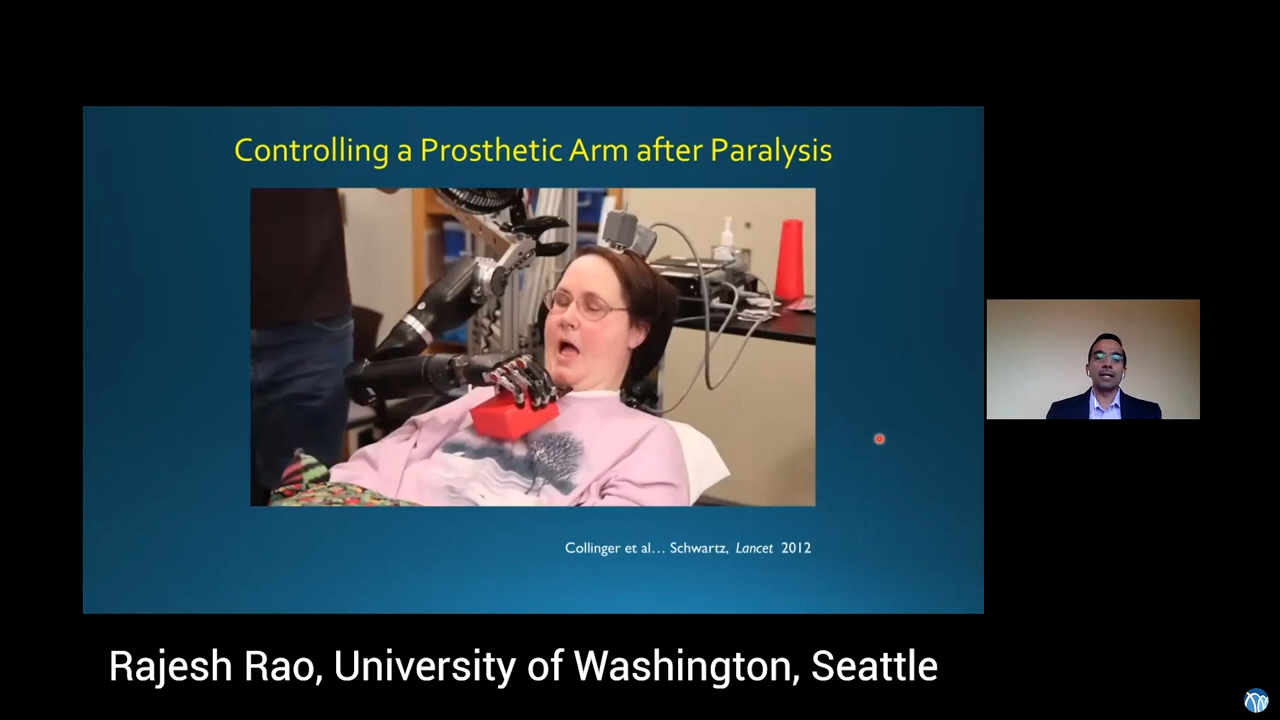 Controlling a Prosthetic Arm after Paralysis
Collinger et al... Schwartz, Lancet 2012
Rajesh Rao, University of Washington, Seattle